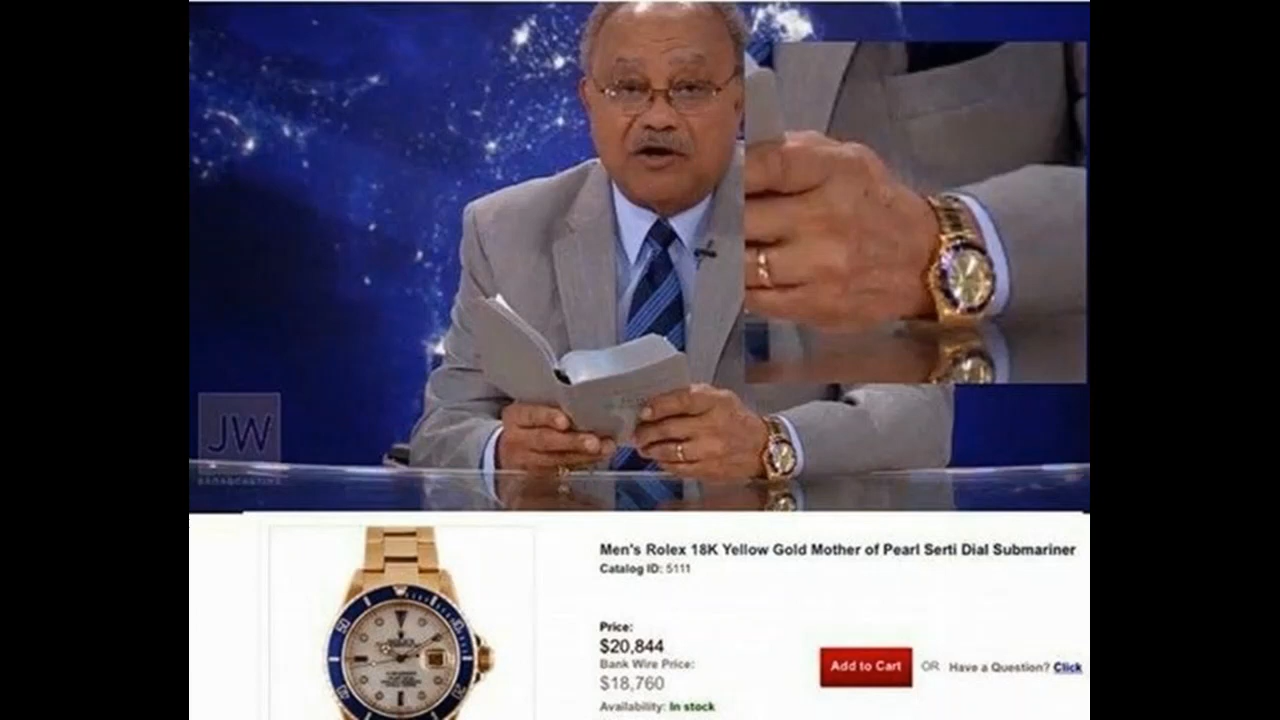 JW
BROADCASTING
Men's Rolex 18K Yellow Gold Mother of Pearl Serti Dial Submariner
Catalog ID: 5111
Price:
$20,844
Bank Wire Price:
$18,760
Add to Cart OR Have a Question? Click
Availability: In stock